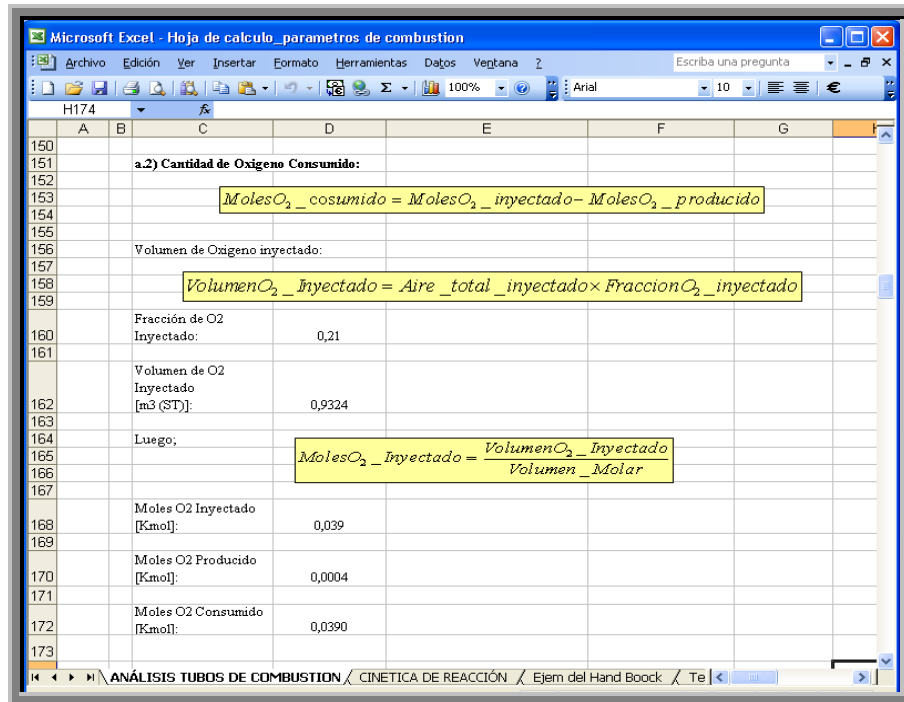 Microsoft Excel - Hoja de calculo_parametros de combustion
Archivo Edición Ver Insertar Formato Herramientas Datos Ventana ? Escriba una pregunta
100% Arial 10
H174 fx
A B C D E F G H
150
151 a.2) Cantidad de Oxigeno Consumido:
152
153 MolesO2_cosumido = MolesO2_inyectado− MolesO2_producido
154
155
156 Volumen de Oxigeno inyectado:
157
158 VolumenO2_Inyectado = Aire_total_inyectado× FraccionO2_inyectado
159
Fracción de O2
160 Inyectado: 0,21
161
Volumen de O2
Inyectado
162 [m3 (ST)]: 0,9324
163
164 Luego;
165 MolesO2_Inyectado = VolumenO2_Inyectado
166 Volumen_Molar
167
Moles O2 Inyectado
168 [Kmol]: 0,039
169
Moles O2 Producido
170 [Kmol]: 0,0004
171
Moles O2 Consumido
172 [Kmol]: 0,0390
173
ANÁLISIS TUBOS DE COMBUSTION / CINETICA DE REACCIÓN / Ejem del Hand Boock / Te